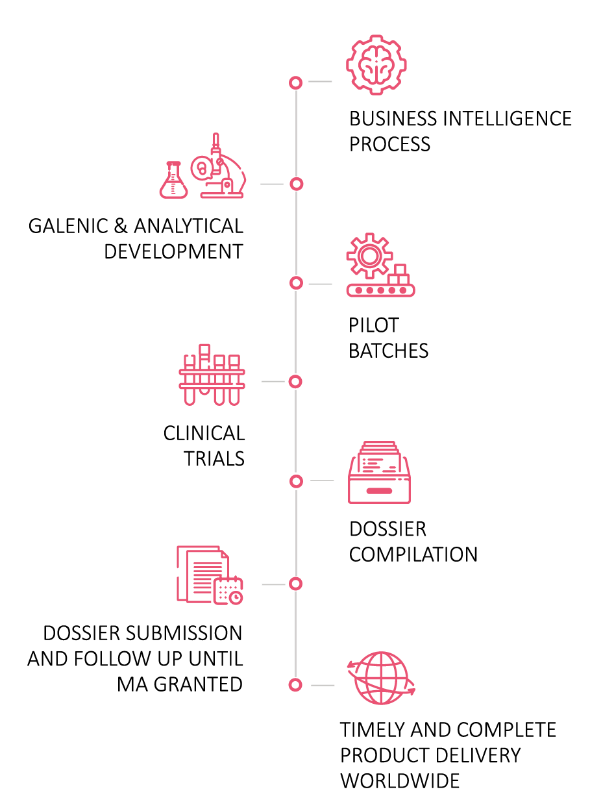 BUSINESS INTELLIGENCE
PROCESS
GALENIC & ANALYTICAL
DEVELOPMENT
PILOT
BATCHES
CLINICAL
TRIALS
DOSSIER
COMPILATION
DOSSIER SUBMISSION
AND FOLLOW UP UNTIL
MA GRANTED
TIMELY AND COMPLETE
PRODUCT DELIVERY
WORLDWIDE